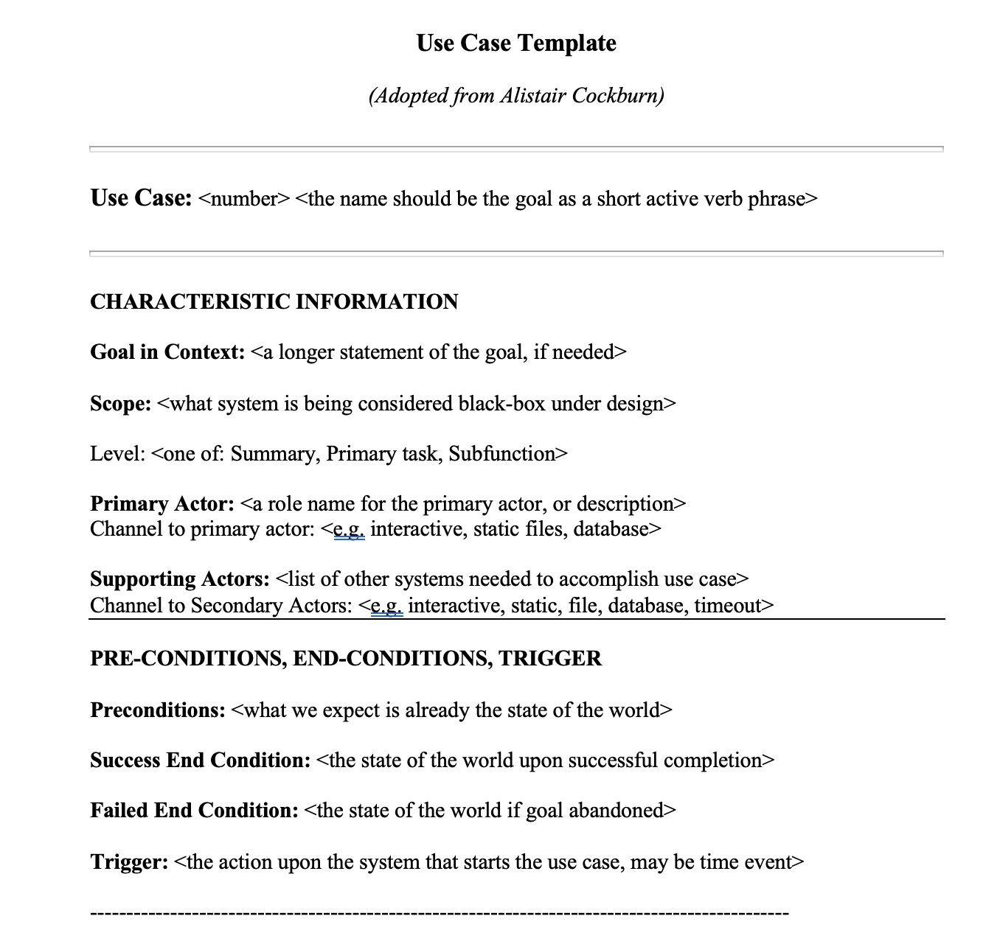 Use Case Template
(Adopted from Alistair Cockburn)
Use Case: <number> <the name should be the goal as a short active verb phrase>
CHARACTERISTIC INFORMATION
Goal in Context: <a longer statement of the goal, if needed>
Scope: <what system is being considered black-box under design>
Level: <one of: Summary, Primary task, Subfunction>
Primary Actor: <a role name for the primary actor, or description>
Channel to primary actor: <e.g. interactive, static files, database>
Supporting Actors: <list of other systems needed to accomplish use case>
Channel to Secondary Actors: <e.g. interactive, static, file, database, timeout>
PRE-CONDITIONS, END-CONDITIONS, TRIGGER
Preconditions: <what we expect is already the state of the world>
Success End Condition: <the state of the world upon successful completion>
Failed End Condition: <the state of the world if goal abandoned>
Trigger: <the action upon the system that starts the use case, may be time event>
-----------------------------------------------------------------------------------------------